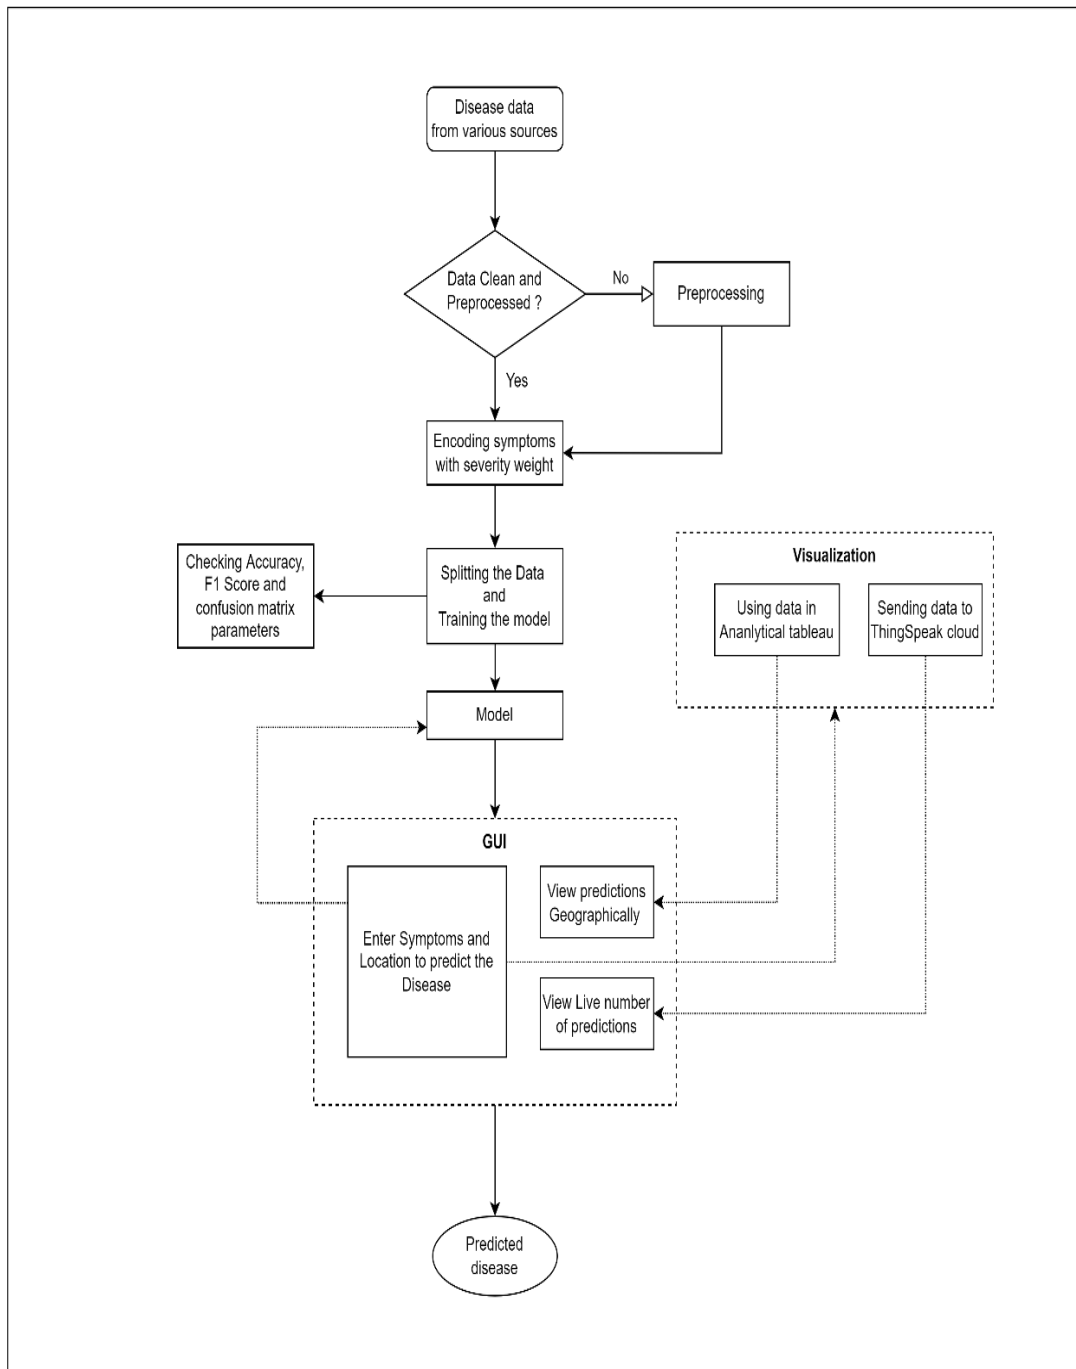 Disease data
from various sources
Data Clean and
Preprocessed ?
No
Preprocessing
Yes
Encoding symptoms
with severity weight
Checking Accuracy,
F1 Score and
confusion matrix
parameters
Splitting the Data
and
Training the model
Visualization
Using data in
Ananlytical tableau
Sending data to
ThingSpeak cloud
Model
GUI
Enter Symptoms and
Location to predict the
Disease
View predictions
Geographically
View Live number
of predictions
Predicted
disease